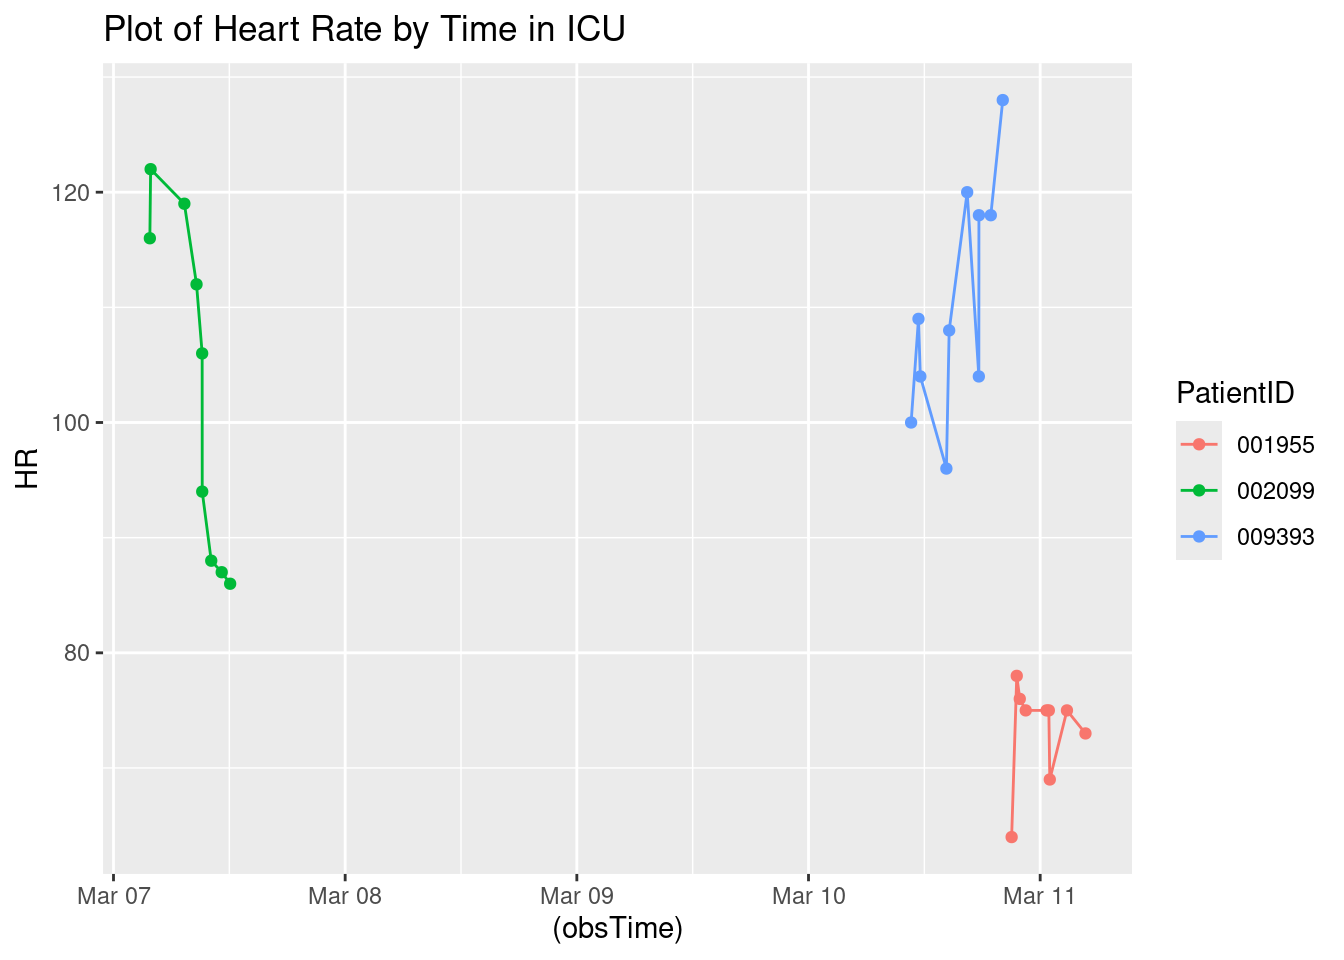 Plot of Heart Rate by Time in ICU
120
100
80
HR
Mar 07
Mar 08
Mar 09
Mar 10
Mar 11
(obsTime)
PatientID
001955
002099
009393